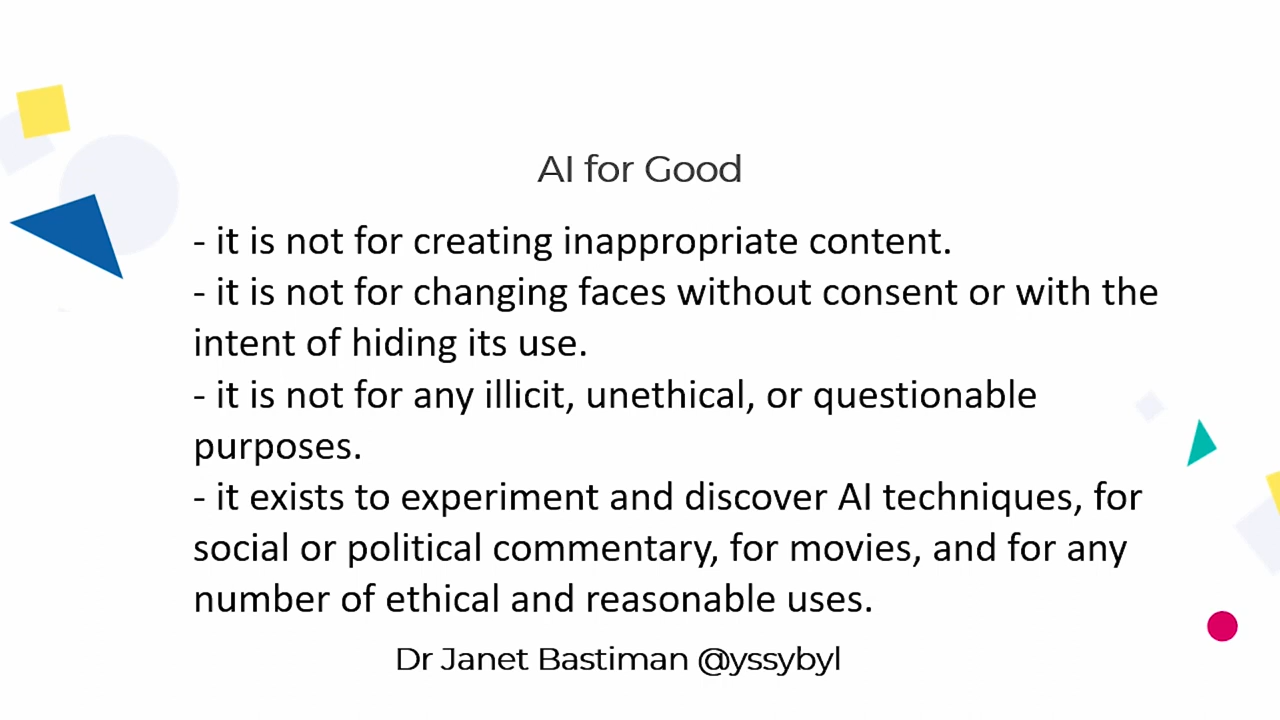 AI for Good
- it is not for creating inappropriate content.
- it is not for changing faces without consent or with the
intent of hiding its use.
- it is not for any illicit, unethical, or questionable
purposes.
- it exists to experiment and discover AI techniques, for
social or political commentary, for movies, and for any
number of ethical and reasonable uses.
Dr Janet Bastiman @yssybyl